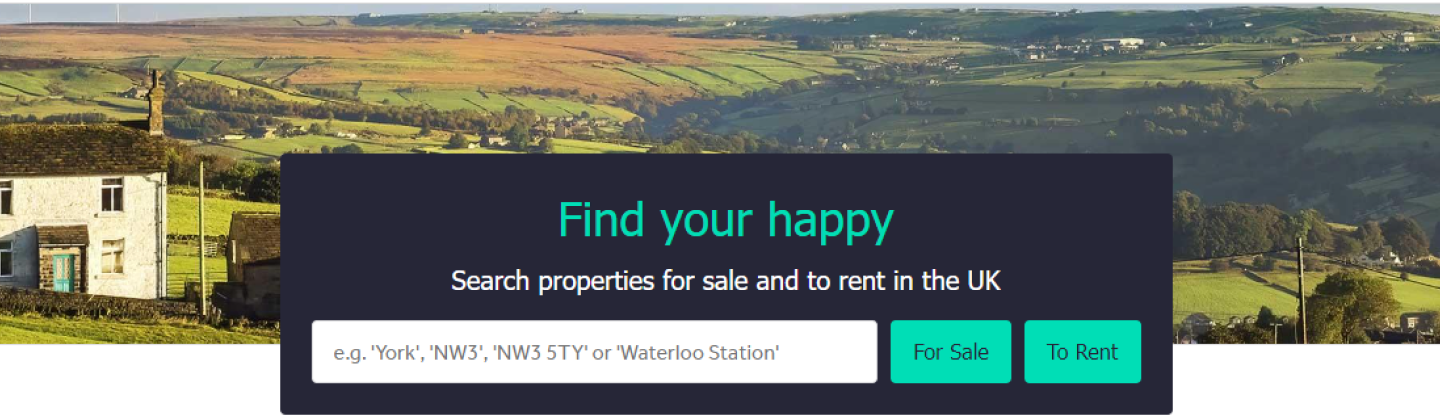 Find your happy
Search properties for sale and to rent in the UK
e.g. 'York', 'NW3', 'NW3 5TY' or 'Waterloo Station'
For Sale
To Rent